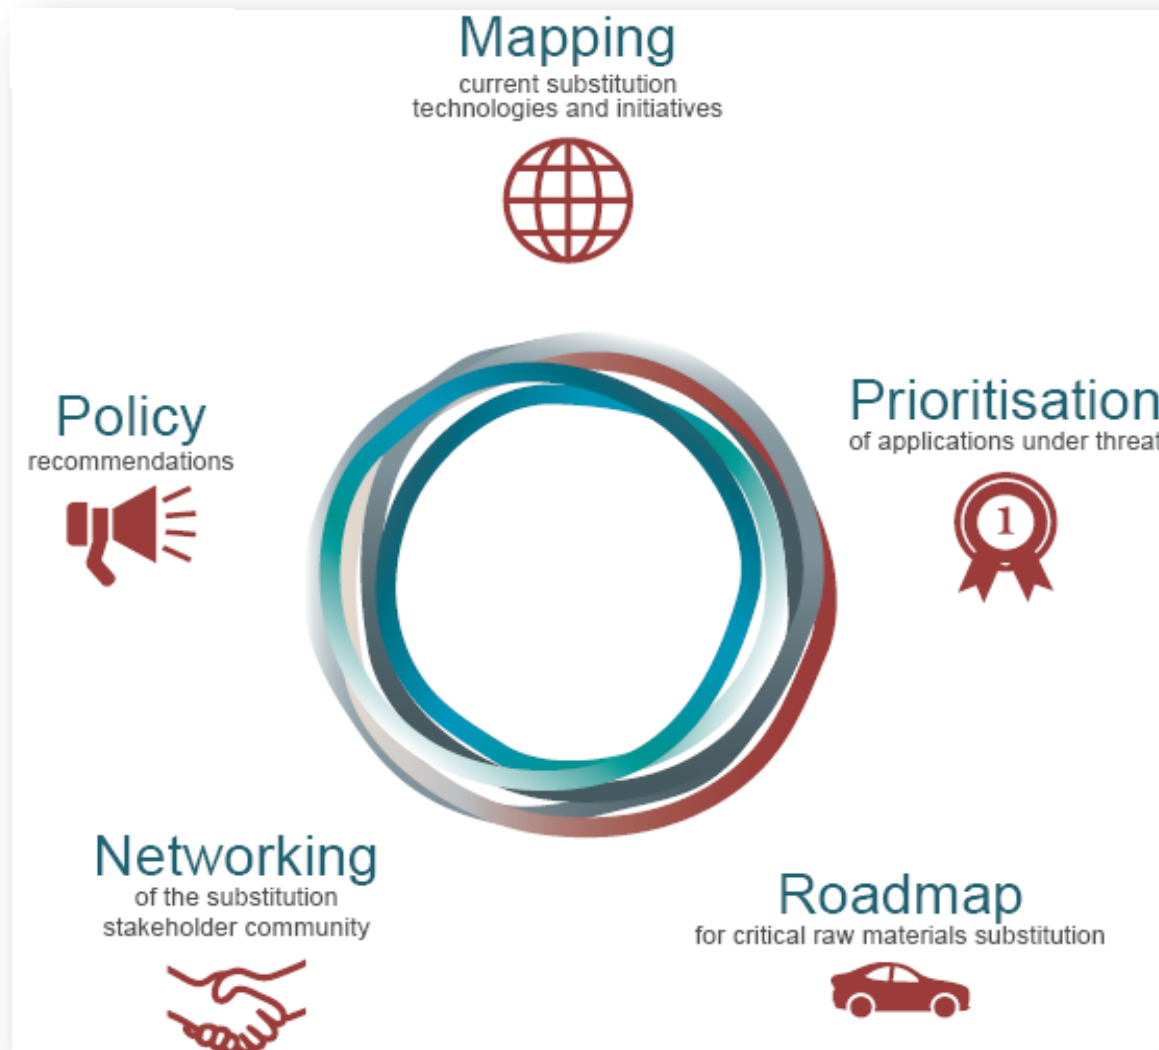 Mapping
current substitution
technologies and initiatives
Policy
recommendations
Prioritisation
of applications under threat
1
Networking
of the substitution
stakeholder community
Roadmap
for critical raw materials substitution